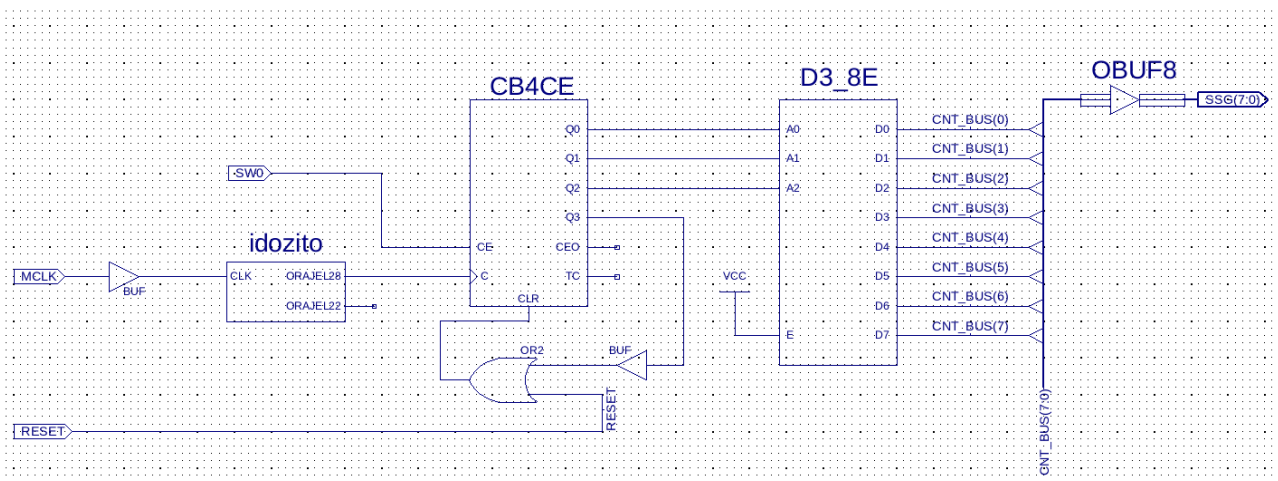 CB4CE
D3_8E
OBUF8
SSG(7:0)
Q0
A0
D0
CNT_BUS(0)
Q1
A1
D1
CNT_BUS(1)
SW0
Q2
A2
D2
CNT_BUS(2)
Q3
D3
CNT_BUS(3)
idozito
CE
CEO
D4
CNT_BUS(4)
MCLK
BUF
CLK
ORAJEL28
C
TC
VCC
D5
CNT_BUS(5)
ORAJEL22
CLR
D6
CNT_BUS(6)
E
D7
CNT_BUS(7)
OR2
BUF
RESET
RESET
CNT_BUS(7:0)